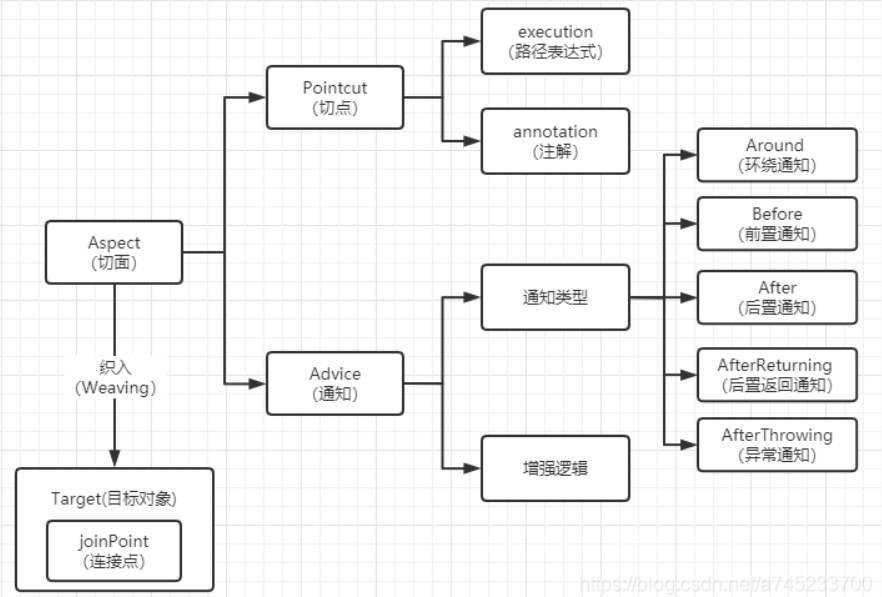 execution
（路径表达式）
Pointcut
（切点）
annotation
（注解）
Around
（环绕通知）
Before
（前置通知）
Aspect
（切面）
After
（后置通知）
通知类型
织入
（Weaving）
Advice
（通知）
AfterReturning
（后置返回通知）
AfterThrowing
（异常通知）
增强逻辑
Target(目标对象)
joinPoint
（连接点）
https://blog.csdn.net/a745233700